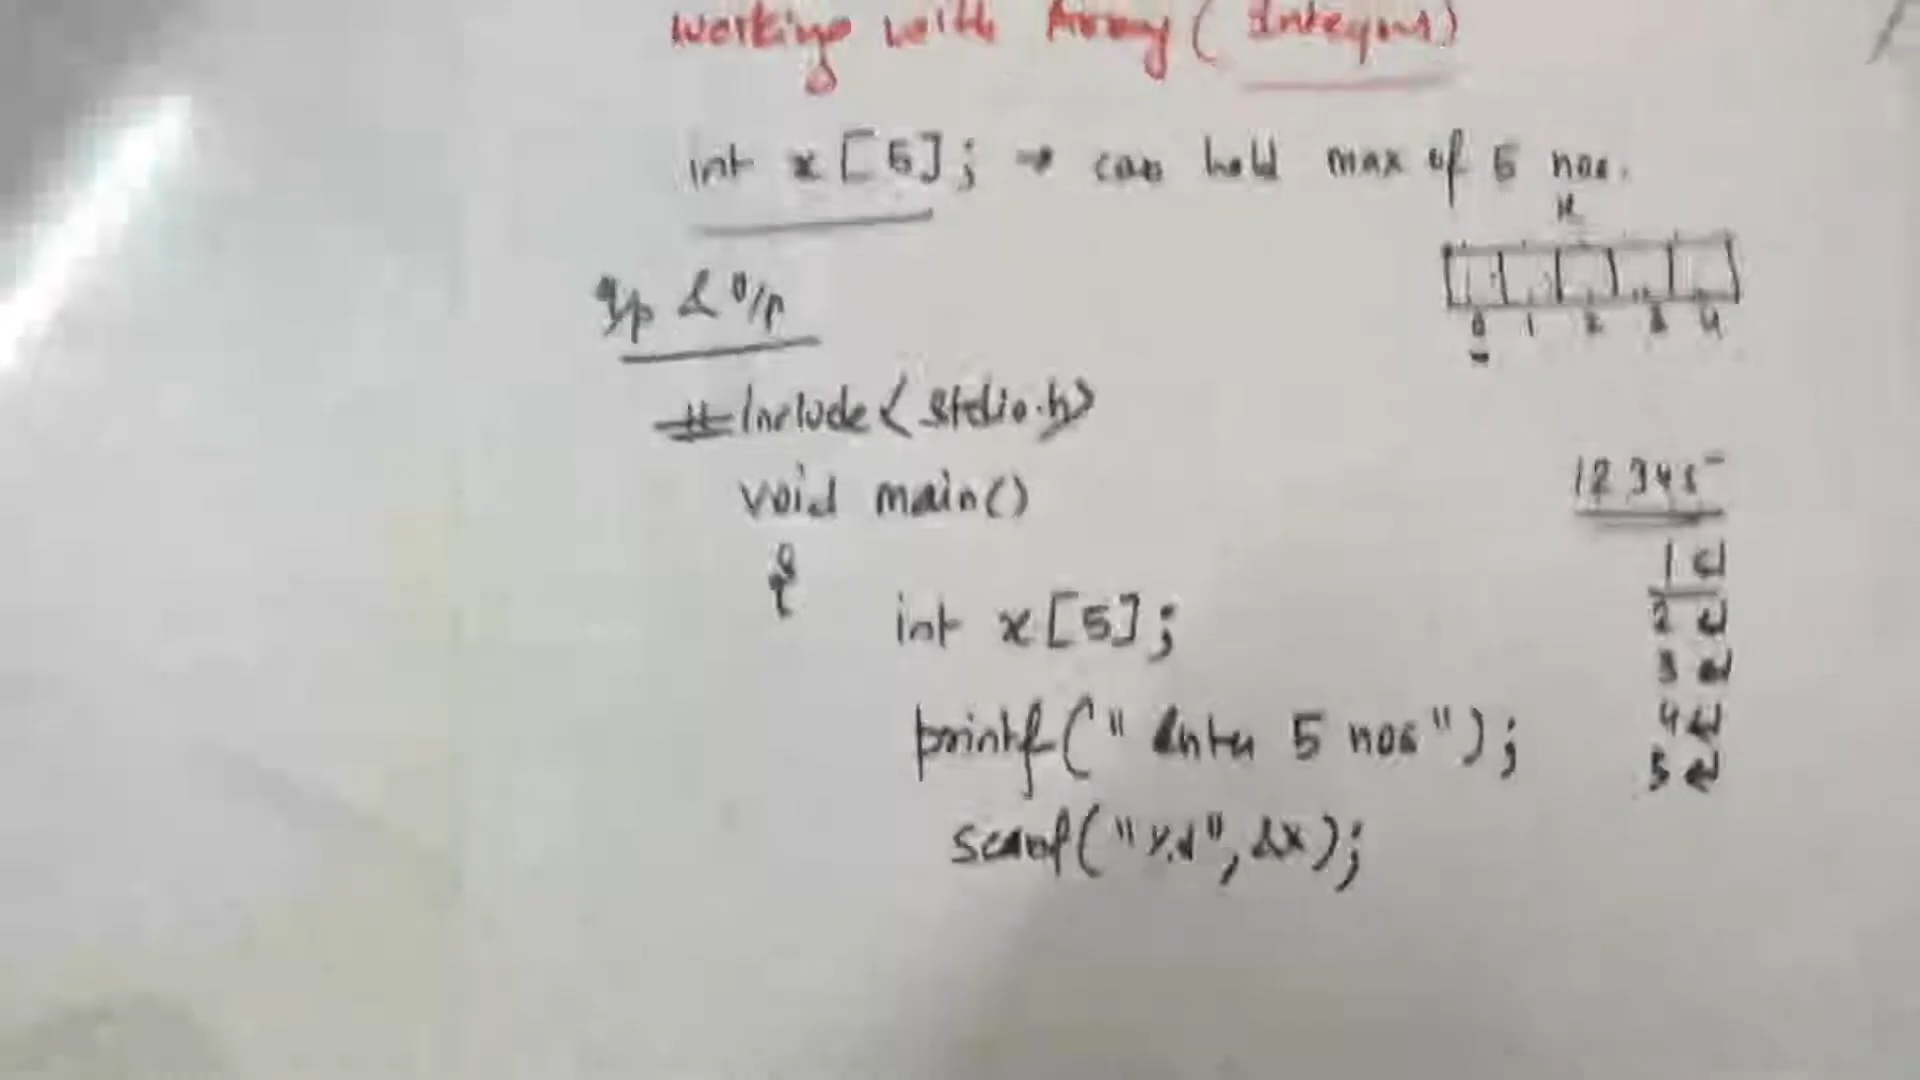 Working with Array (Integers)
int x[5]; → can hold max of 5 nos.
x
0 1 2 3 4
I/p & O/p
#include<stdio.h>
void main()
{
int x[5];
printf("Enter 5 nos");
scanf("%d",&x);
12345
1 ↵
2 ↵
3 ↵
4 ↵
5 ↵